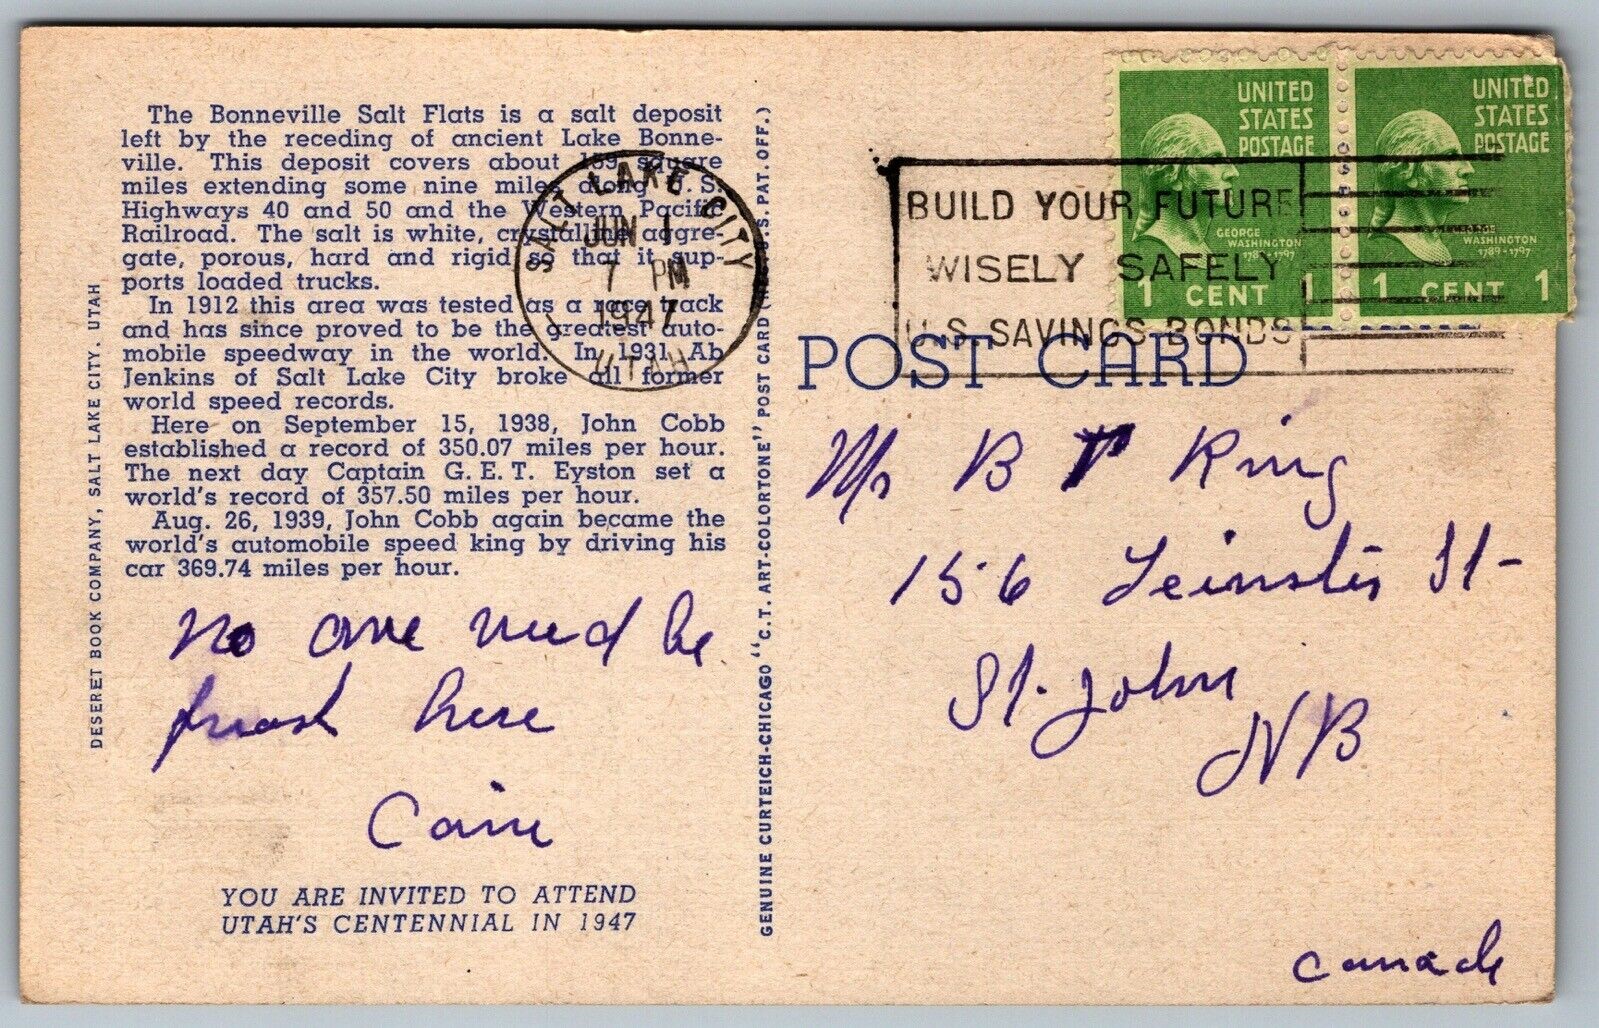 The Bonneville Salt Flats is a salt deposit
left by the receding of ancient Lake Bonne-
ville. This deposit covers about 159 square
miles extending some nine miles along U.S.
Highways 40 and 50 and the Western Pacific
Railroad. The salt is white, crystalline aggre-
gate, porous, hard and rigid so that it sup-
ports loaded trucks.
In 1912 this area was tested as a race track
and has since proved to be the greatest auto-
mobile speedway in the world. In 1931 Ab
Jenkins of Salt Lake City broke all former
world speed records.
Here on September 15, 1938, John Cobb
established a record of 350.07 miles per hour.
The next day Captain G. E. T. Eyston set a
world's record of 357.50 miles per hour.
Aug. 26, 1939, John Cobb again became the
world's automobile speed king by driving his
car 369.74 miles per hour.
No one need be
fresh here
YOU ARE INVITED TO ATTEND
UTAH'S CENTENNIAL IN 1947
DESERET BOOK COMPANY, SALT LAKE CITY, UTAH
GENUINE CURTEICH-CHICAGO "C. T. ART-COLORTONE" POST CARD (REG. U.S. PAT. OFF.)
SALT LAKE CITY
JUN 1
7 PM
1947
UTAH
BUILD YOUR FUTURE
WISELY SAFELY
U.S. SAVINGS BONDS
UNITED
STATES
POSTAGE
GEORGE
WASHINGTON
1789-1797
1 CENT 1
UNITED
STATES
POSTAGE
GEORGE
WASHINGTON
1789-1797
1 CENT 1
POST CARD
Mr B T King
156 Leinster St-
St. John
NB
Canada